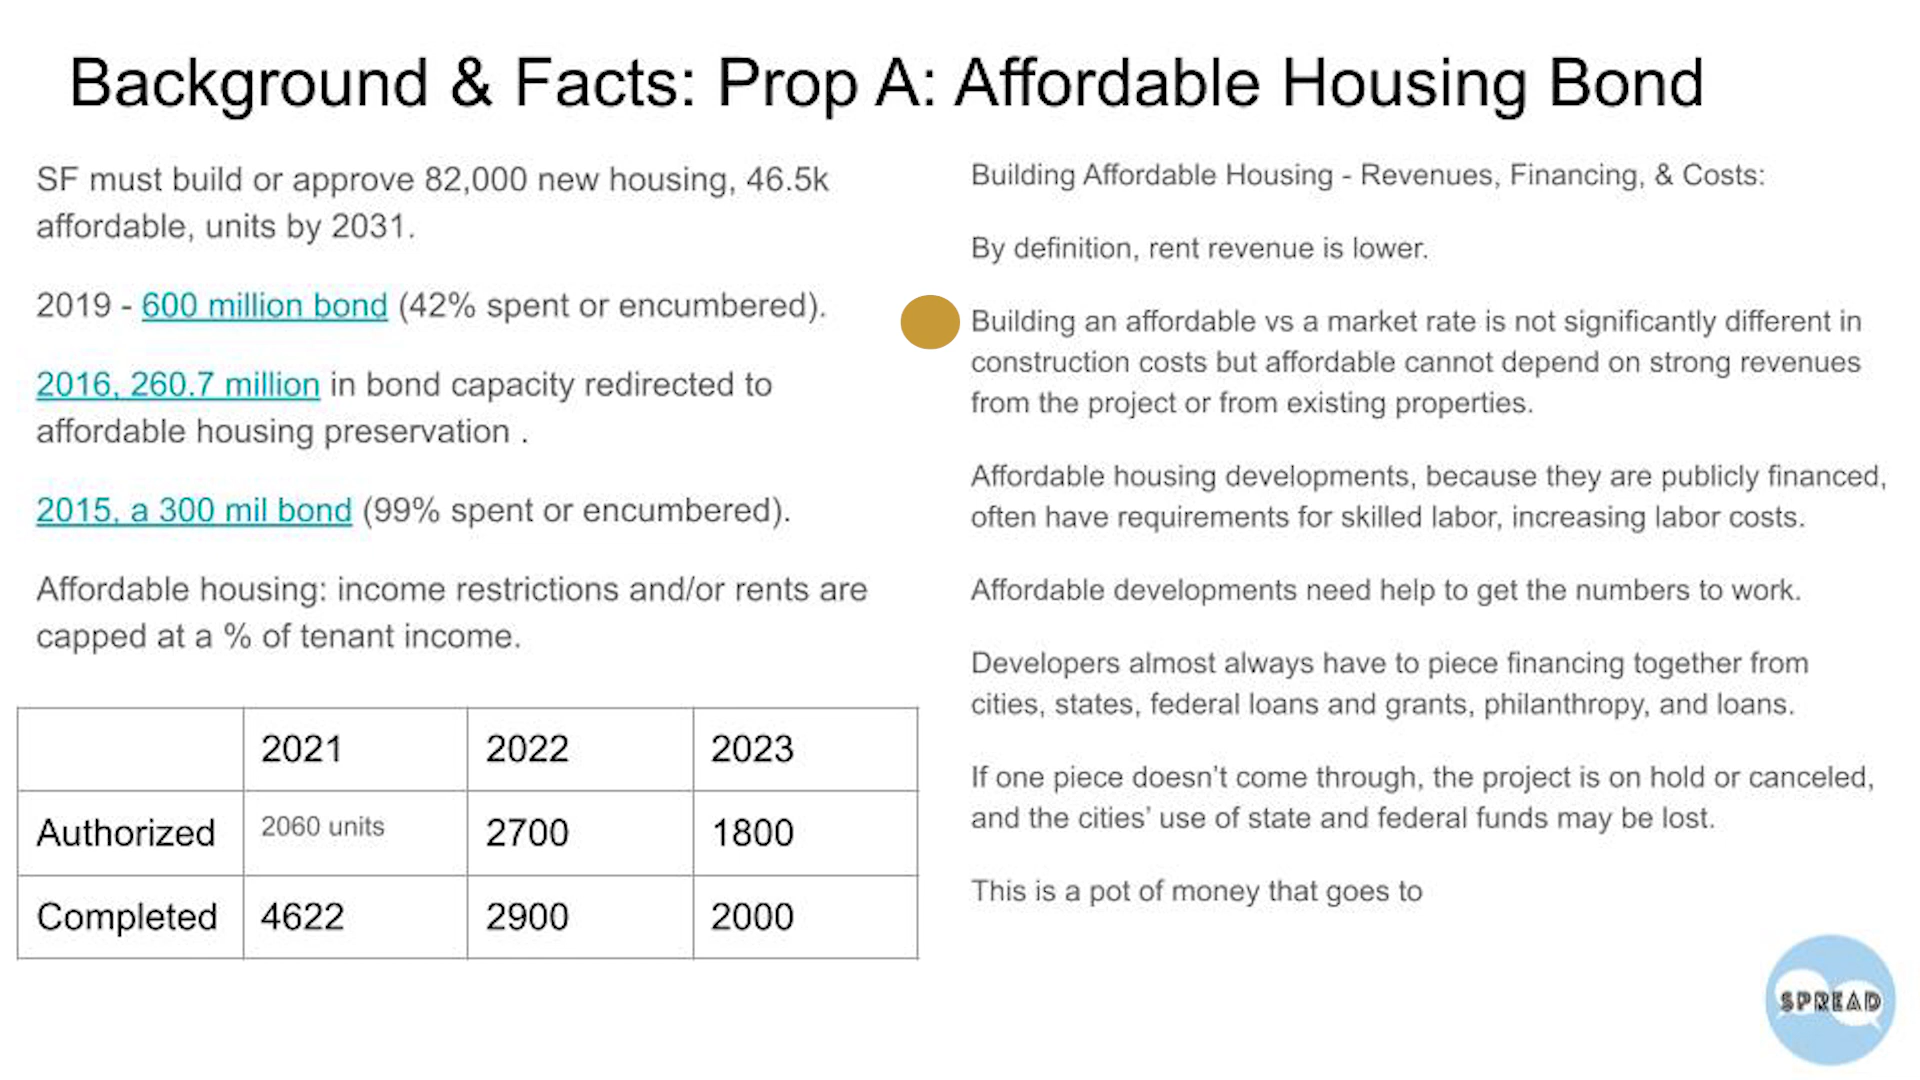 Background & Facts: Prop A: Affordable Housing Bond
SF must build or approve 82,000 new housing, 46.5k
affordable, units by 2031.
2019 - 600 million bond (42% spent or encumbered).
2016, 260.7 million in bond capacity redirected to
affordable housing preservation .
2015, a 300 mil bond (99% spent or encumbered).
Affordable housing: income restrictions and/or rents are
capped at a % of tenant income.
2021 2022 2023
Authorized 2060 units 2700 1800
Completed 4622 2900 2000
Building Affordable Housing - Revenues, Financing, & Costs:
By definition, rent revenue is lower.
Building an affordable vs a market rate is not significantly different in
construction costs but affordable cannot depend on strong revenues
from the project or from existing properties.
Affordable housing developments, because they are publicly financed,
often have requirements for skilled labor, increasing labor costs.
Affordable developments need help to get the numbers to work.
Developers almost always have to piece financing together from
cities, states, federal loans and grants, philanthropy, and loans.
If one piece doesn’t come through, the project is on hold or canceled,
and the cities’ use of state and federal funds may be lost.
This is a pot of money that goes to
SPREAD